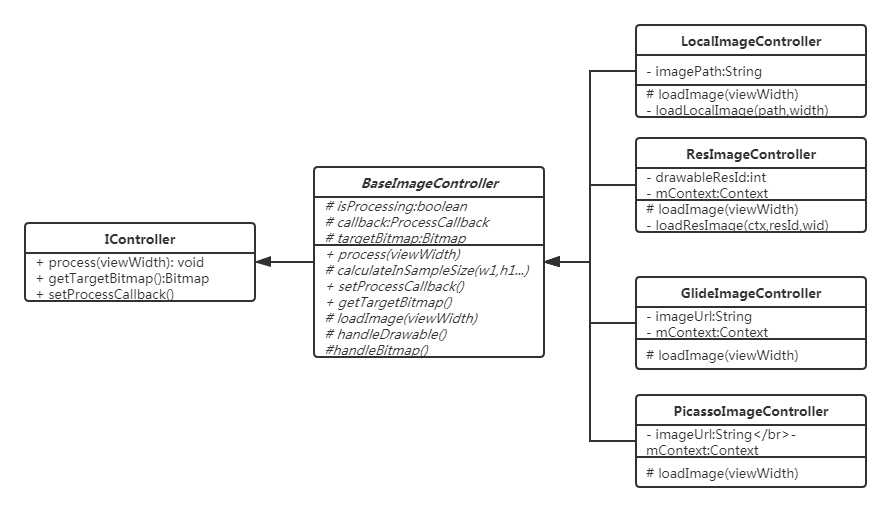 IController
+ process(viewWidth): void
+ getTargetBitmap():Bitmap
+ setProcessCallback()
BaseImageController
# isProcessing:boolean
# callback:ProcessCallback
# targetBitmap:Bitmap
+ process(viewWidth)
# calculateInSampleSize(w1,h1...)
+ setProcessCallback()
+ getTargetBitmap()
# loadImage(viewWidth)
# handleDrawable()
#handleBitmap()
LocalImageController
- imagePath:String
# loadImage(viewWidth)
- loadLocalImage(path,width)
ResImageController
- drawableResId:int
- mContext:Context
# loadImage(viewWidth)
- loadResImage(ctx,resId,wid)
GlideImageController
- imageUrl:String
- mContext:Context
# loadImage(viewWidth)
PicassoImageController
- imageUrl:String</br>-
mContext:Context
# loadImage(viewWidth)